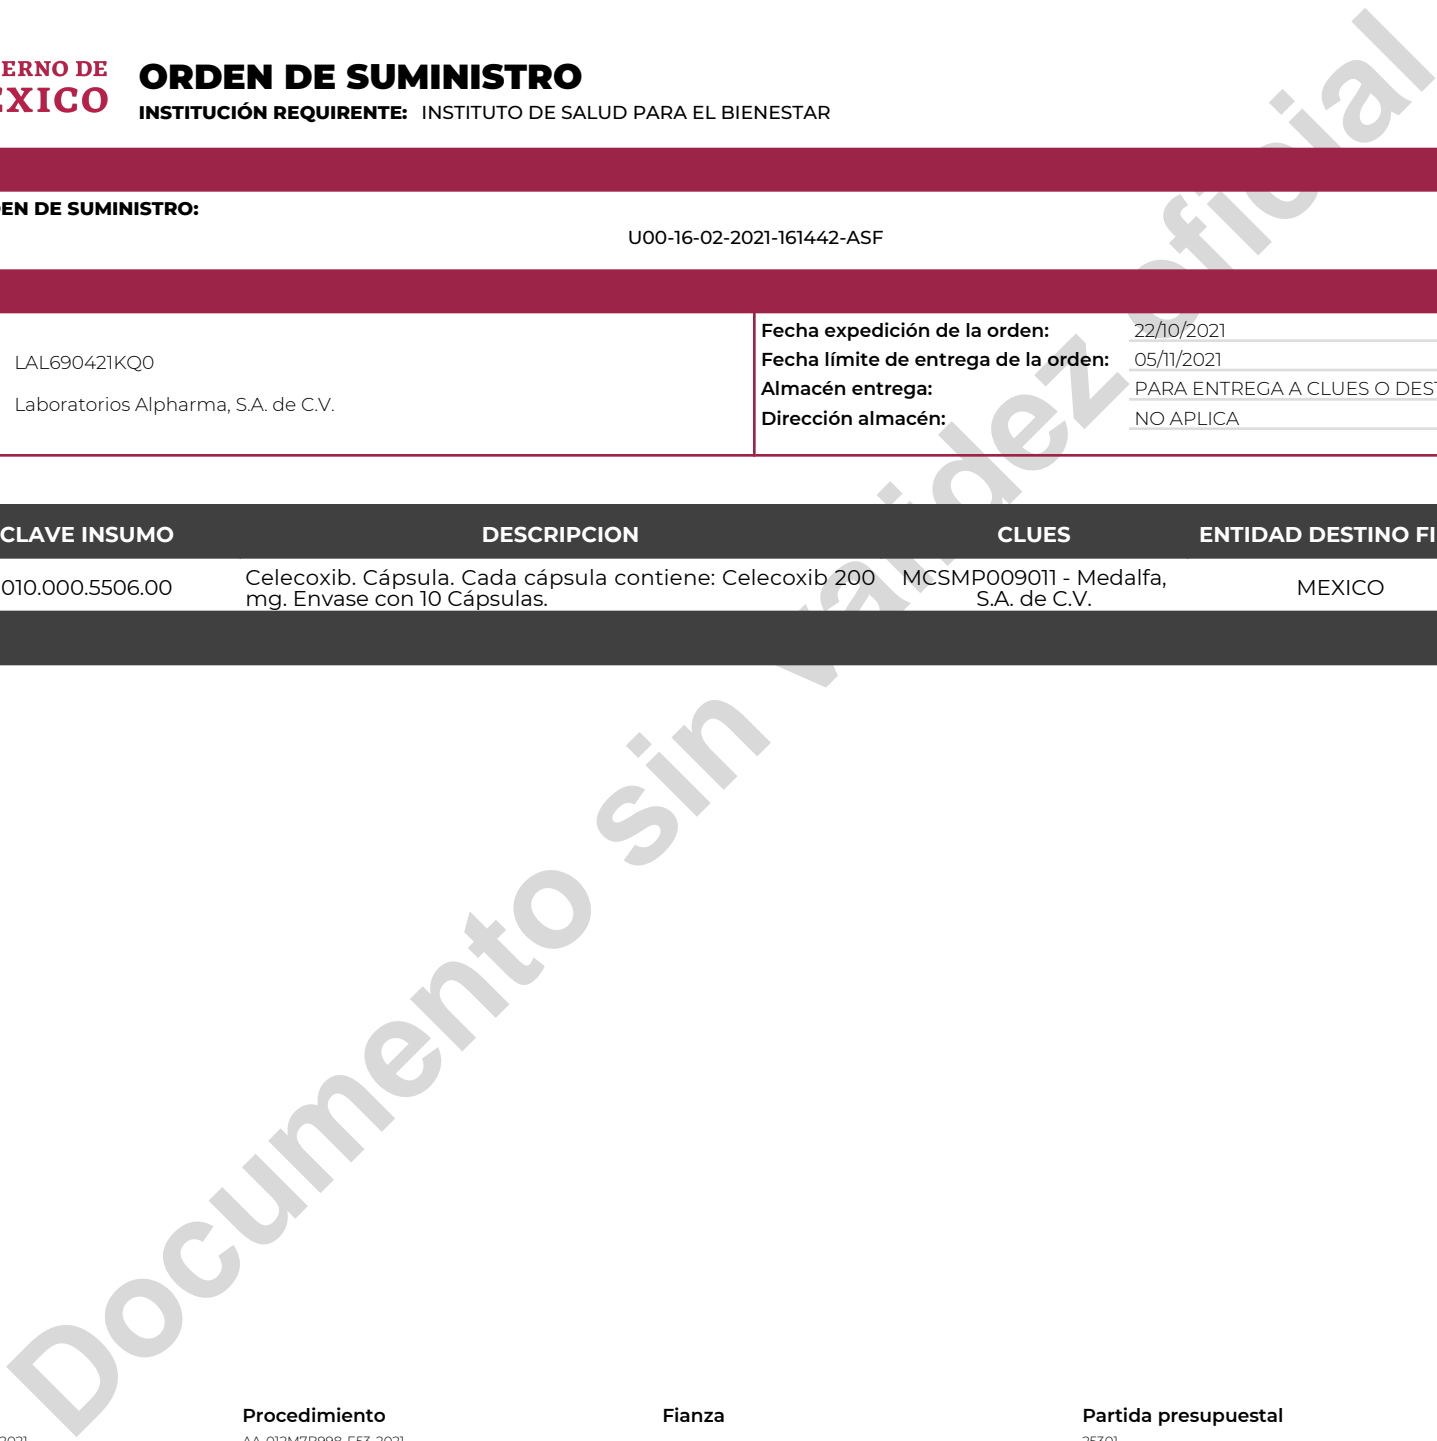 ERNO DE
EXICO
ORDEN DE SUMINISTRO
INSTITUCIÓN REQUIRENTE: INSTITUTO DE SALUD PARA EL BIENESTAR
EN DE SUMINISTRO:
U00-16-02-2021-161442-ASF
LAL690421KQ0
Laboratorios Alpharma, S.A. de C.V.
Fecha expedición de la orden: 22/10/2021
Fecha límite de entrega de la orden: 05/11/2021
Almacén entrega: PARA ENTREGA A CLUES O DES
Dirección almacén: NO APLICA
CLAVE INSUMO DESCRIPCION CLUES ENTIDAD DESTINO FI
010.000.5506.00
Celecoxib. Cápsula. Cada cápsula contiene: Celecoxib 200
mg. Envase con 10 Cápsulas.
MCSMP009011 - Medalfa,
S.A. de C.V.
MEXICO
Documento sin validez oficial
Procedimiento Fianza Partida presupuestal